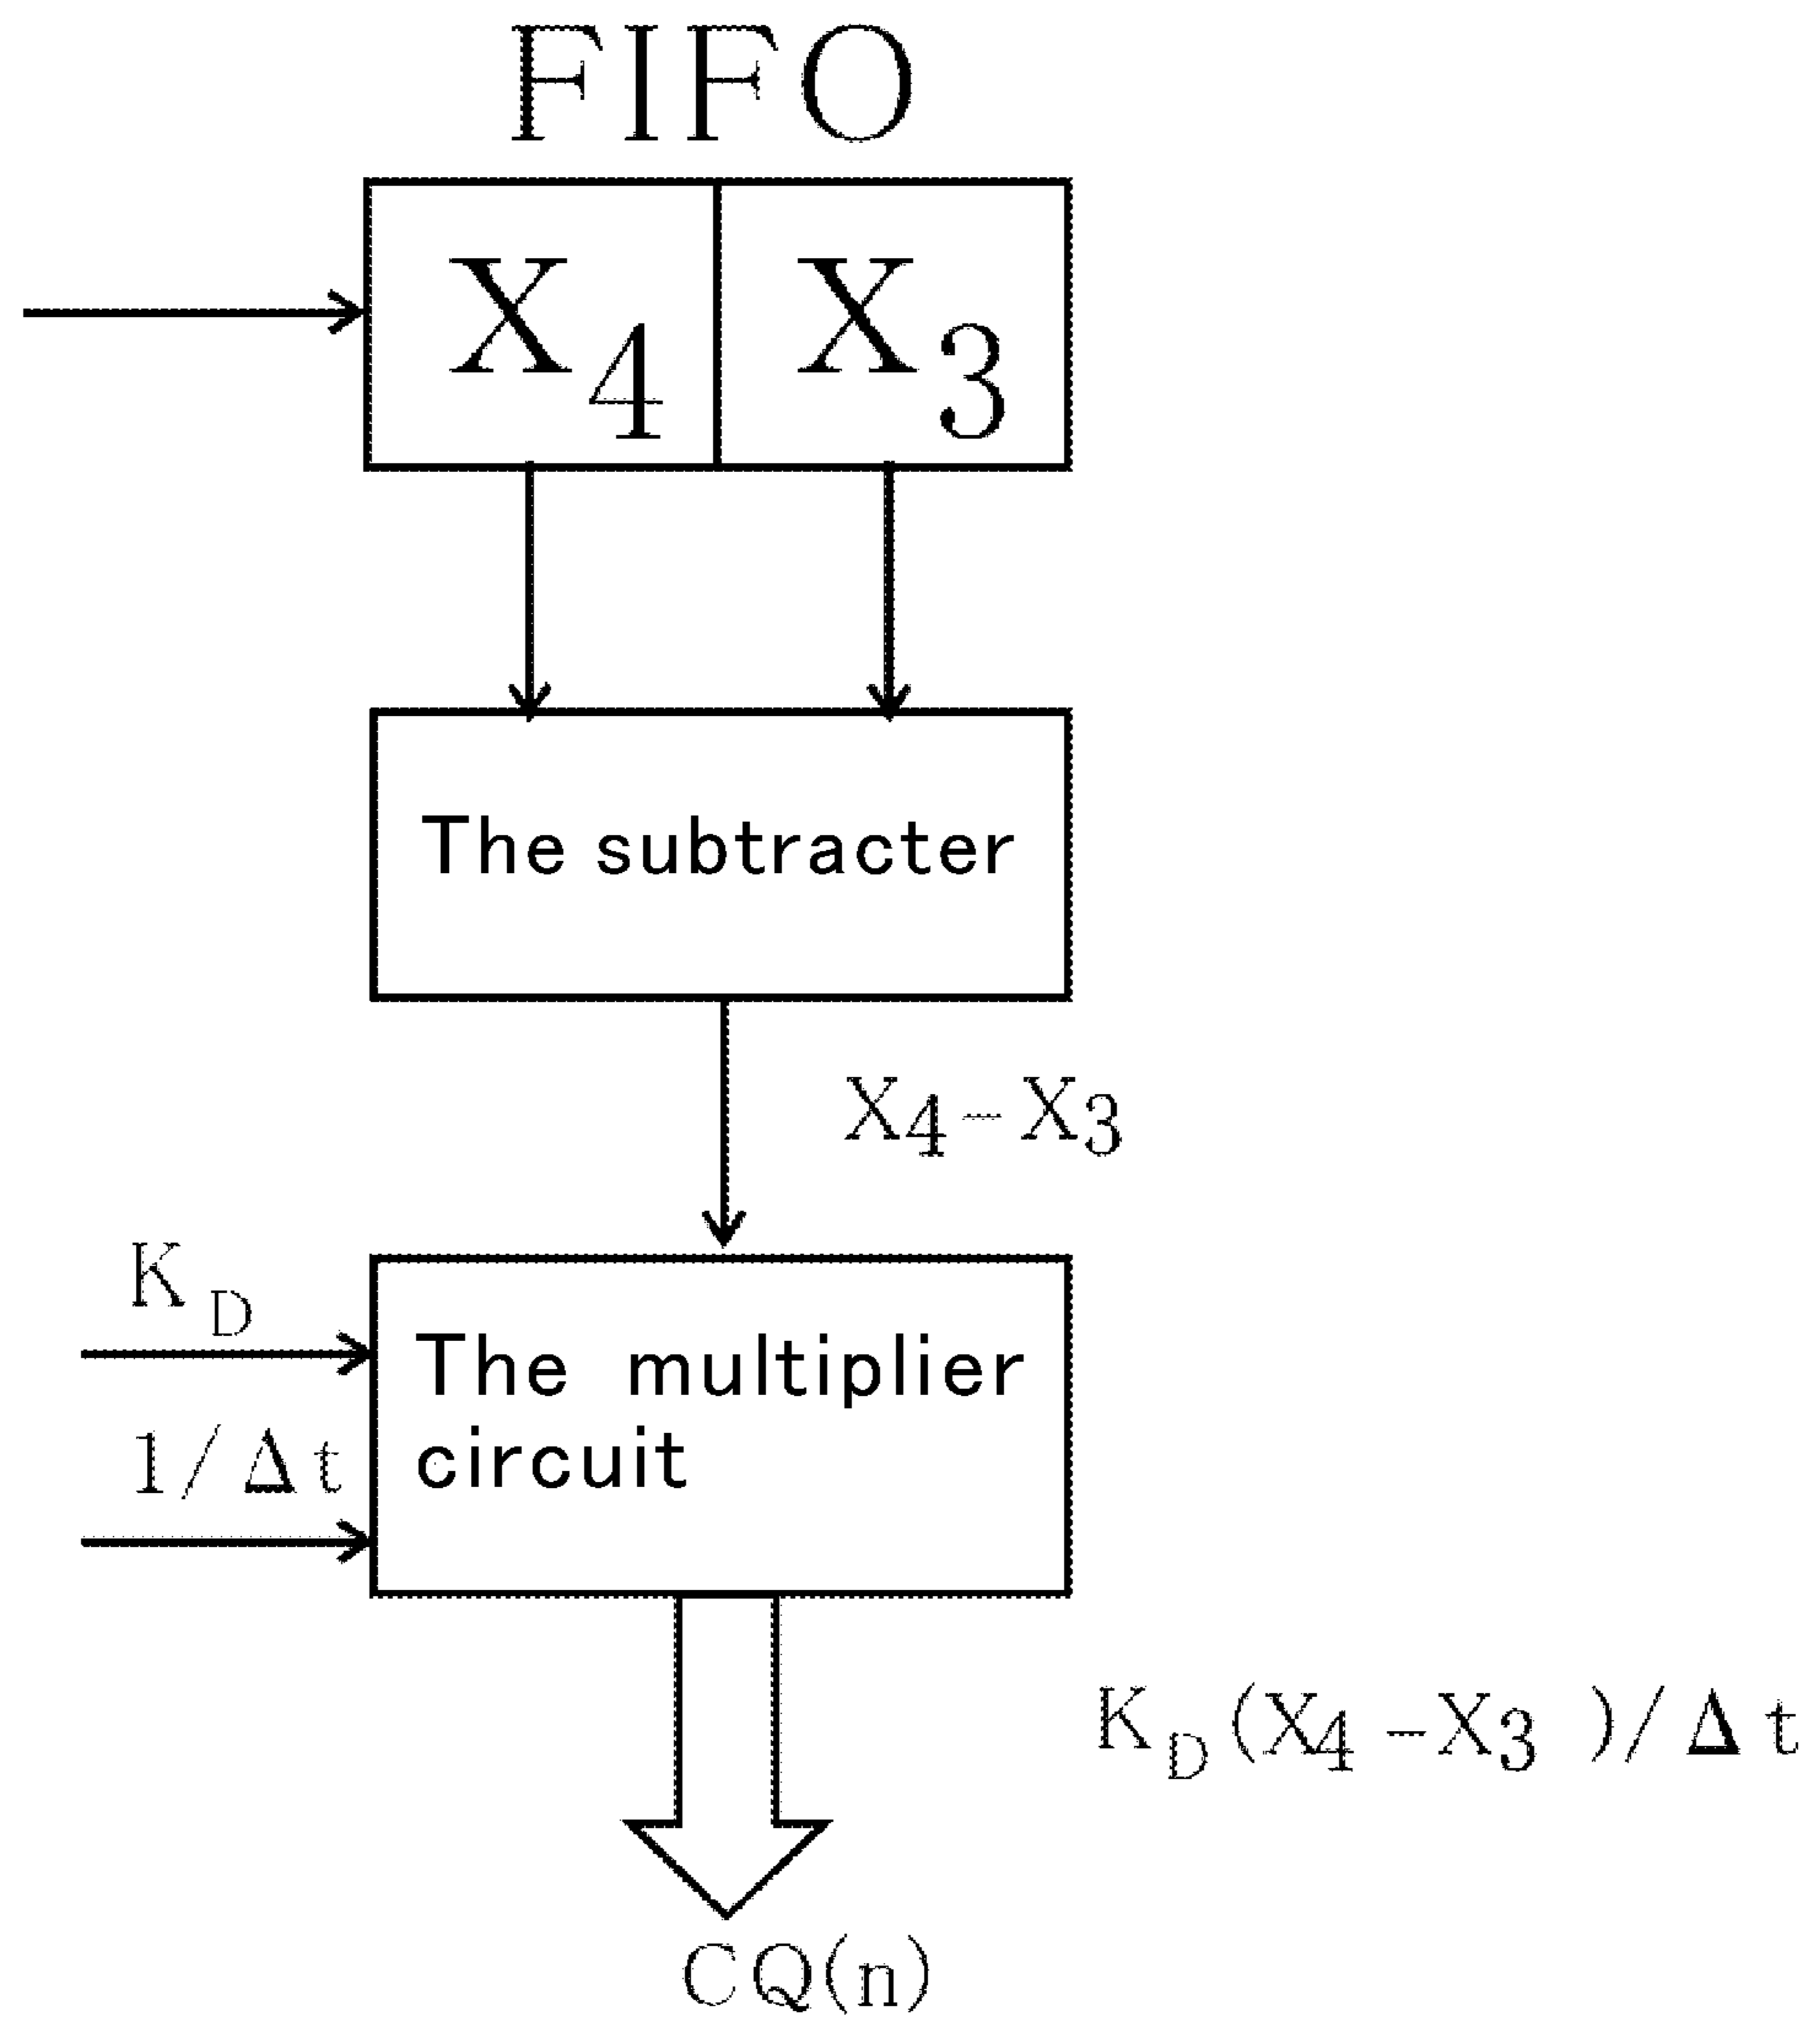 FIFO
X4 X3
The subtracter
X4-X3
KD
The multiplier
1/Δt
circuit
KD(X4-X3)/Δt
CQ(n)